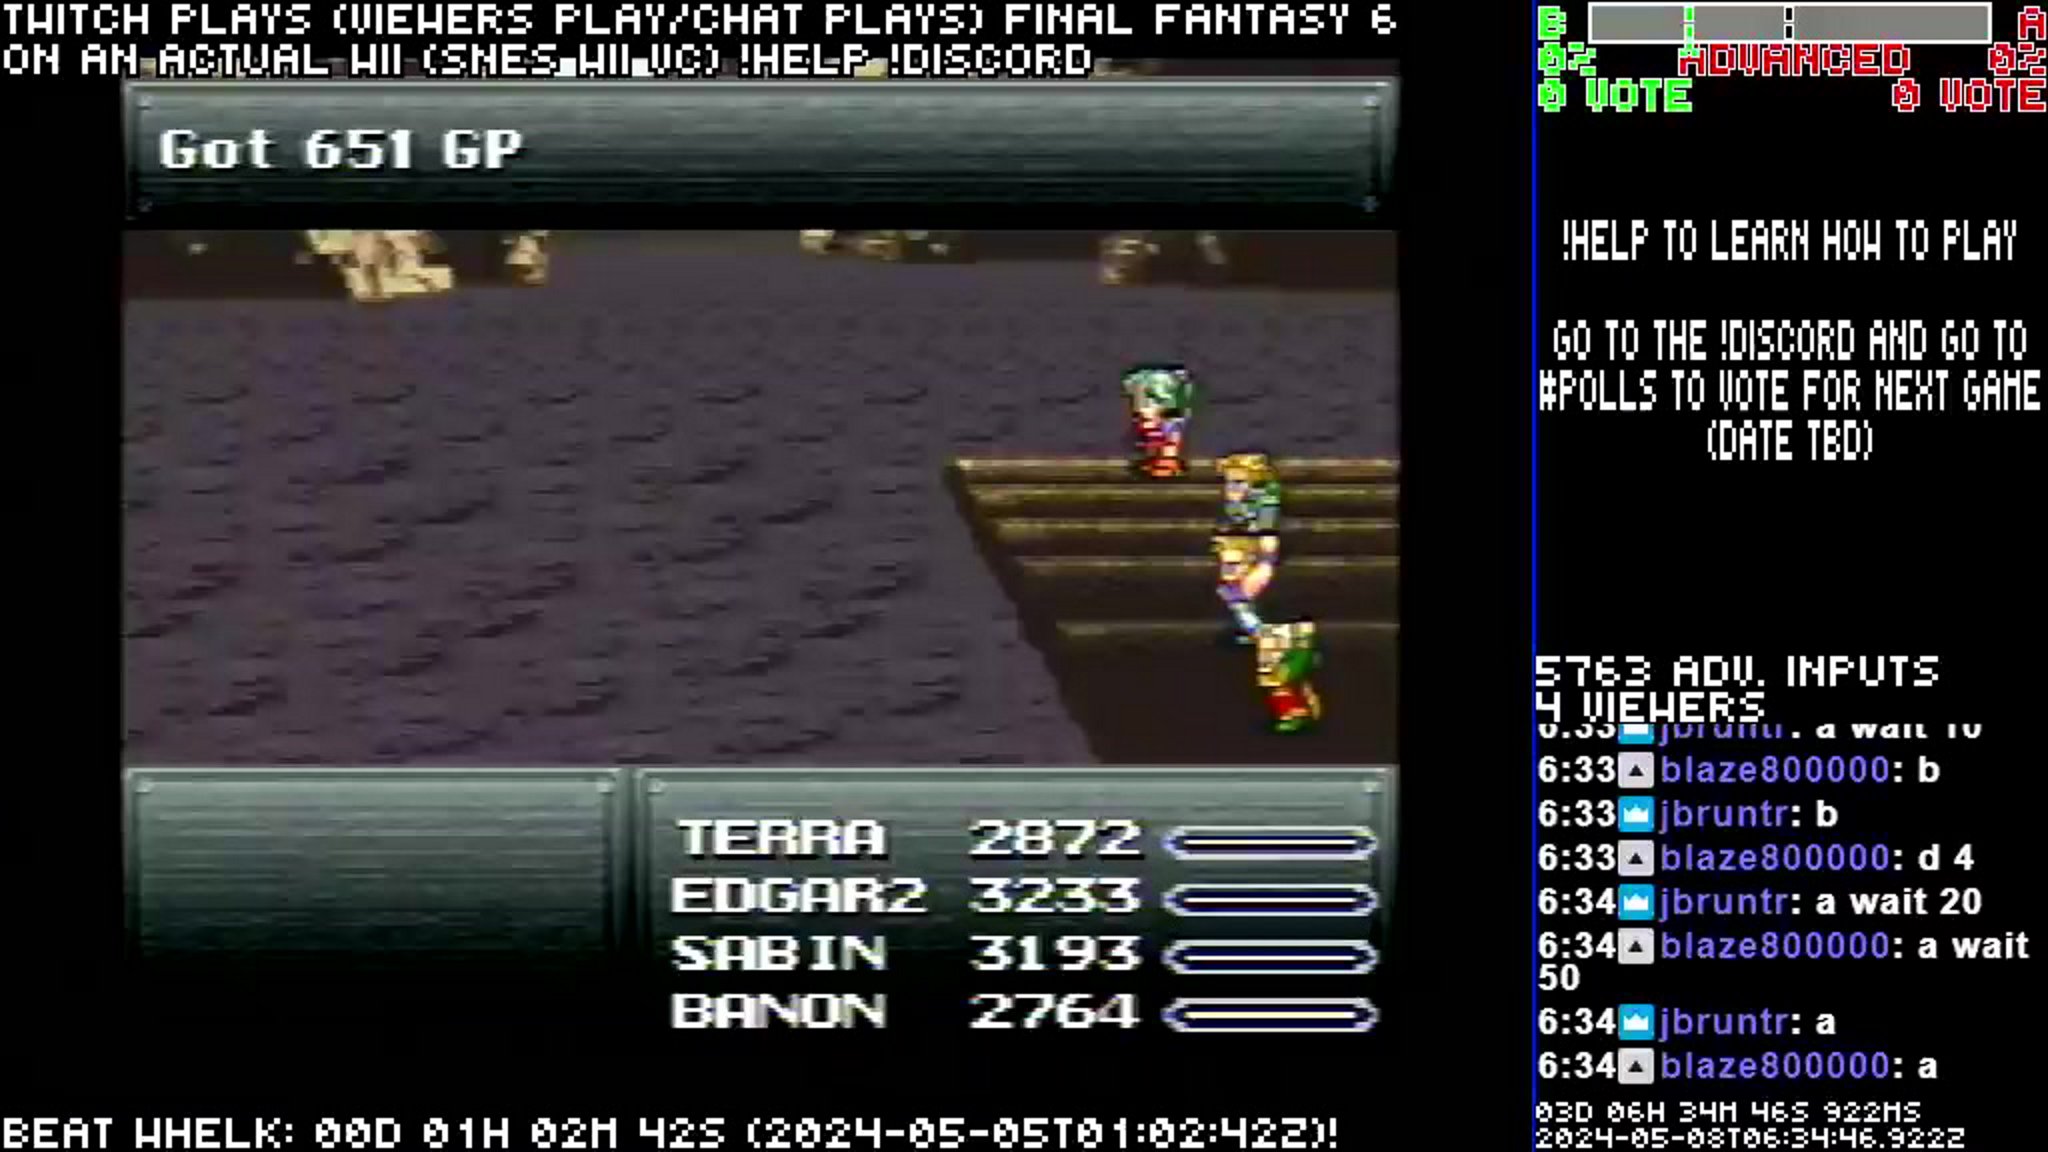 TWITCH PLAYS (VIEWERS PLAY/CHAT PLAYS) FINAL FANTASY 6
ON AN ACTUAL WII (SNES WII VC) !HELP !DISCORD
Got 651 GP
TERRA 2872
EDGAR2 3233
SABIN 3193
BANON 2764
BEAT WHELK: 00D 01H 02M 42S (2024-05-05T01:02:42Z)!
B A
0% ADVANCED 0%
0 VOTE 0 VOTE
!HELP TO LEARN HOW TO PLAY
GO TO THE !DISCORD AND GO TO
#POLLS TO VOTE FOR NEXT GAME
(DATE TBD)
5763 ADV. INPUTS
4 VIEWERS
6:33 jbruntr: a wait 10
6:33 blaze800000: b
6:33 jbruntr: b
6:33 blaze800000: d 4
6:34 jbruntr: a wait 20
6:34 blaze800000: a wait
50
6:34 jbruntr: a
6:34 blaze800000: a
03D 06H 34M 46S 922MS
2024-05-08T06:34:46.922Z